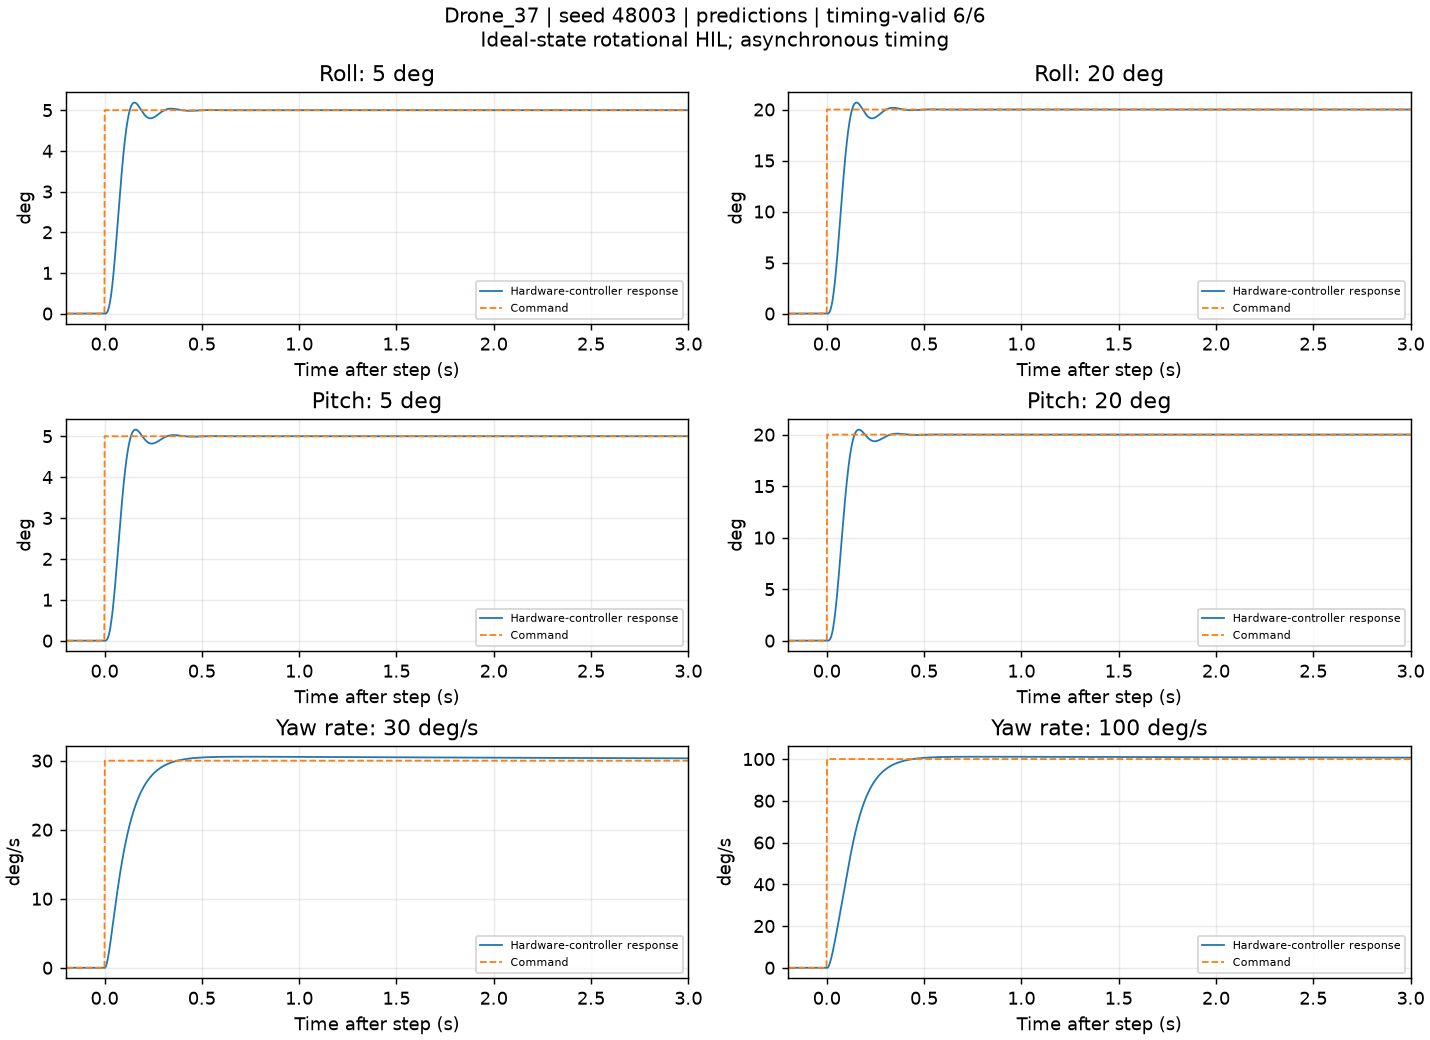 Drone_37 | seed 48003 | predictions | timing-valid 6/6
Ideal-state rotational HIL; asynchronous timing
Roll: 5 deg
deg
5
4
3
2
1
0
Hardware-controller response
Command
0.0 0.5 1.0 1.5 2.0 2.5 3.0
Time after step (s)
Roll: 20 deg
deg
20
15
10
5
0
Hardware-controller response
Command
0.0 0.5 1.0 1.5 2.0 2.5 3.0
Time after step (s)
Pitch: 5 deg
deg
5
4
3
2
1
0
Hardware-controller response
Command
0.0 0.5 1.0 1.5 2.0 2.5 3.0
Time after step (s)
Pitch: 20 deg
deg
20
15
10
5
0
Hardware-controller response
Command
0.0 0.5 1.0 1.5 2.0 2.5 3.0
Time after step (s)
Yaw rate: 30 deg/s
deg/s
30
20
10
0
Hardware-controller response
Command
0.0 0.5 1.0 1.5 2.0 2.5 3.0
Time after step (s)
Yaw rate: 100 deg/s
deg/s
100
80
60
40
20
0
Hardware-controller response
Command
0.0 0.5 1.0 1.5 2.0 2.5 3.0
Time after step (s)